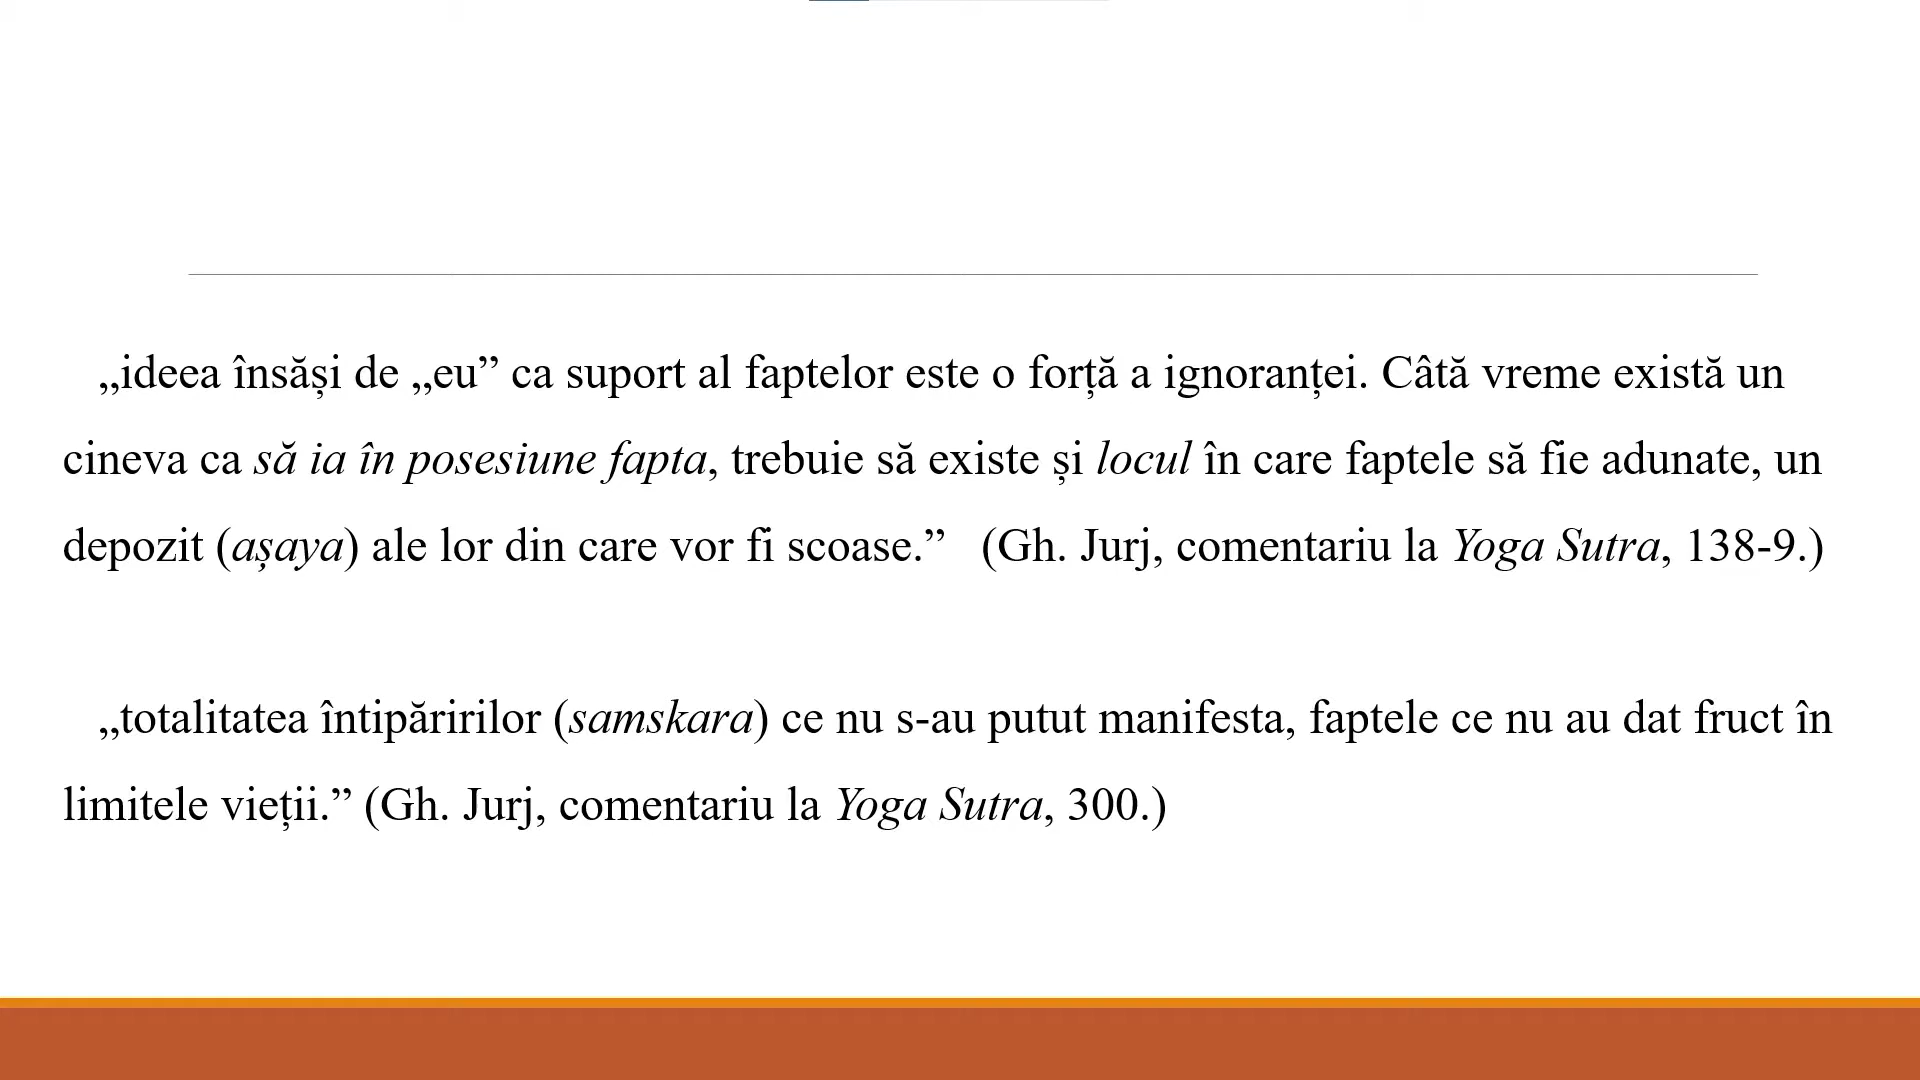 „ideea însăși de „eu” ca suport al faptelor este o forță a ignoranței. Câtă vreme există un
cineva ca să ia în posesiune fapta, trebuie să existe și locul în care faptele să fie adunate, un
depozit (așaya) ale lor din care vor fi scoase.” (Gh. Jurj, comentariu la Yoga Sutra, 138-9.)
„totalitatea întipăririlor (samskara) ce nu s-au putut manifesta, faptele ce nu au dat fruct în
limitele vieții.” (Gh. Jurj, comentariu la Yoga Sutra, 300.)